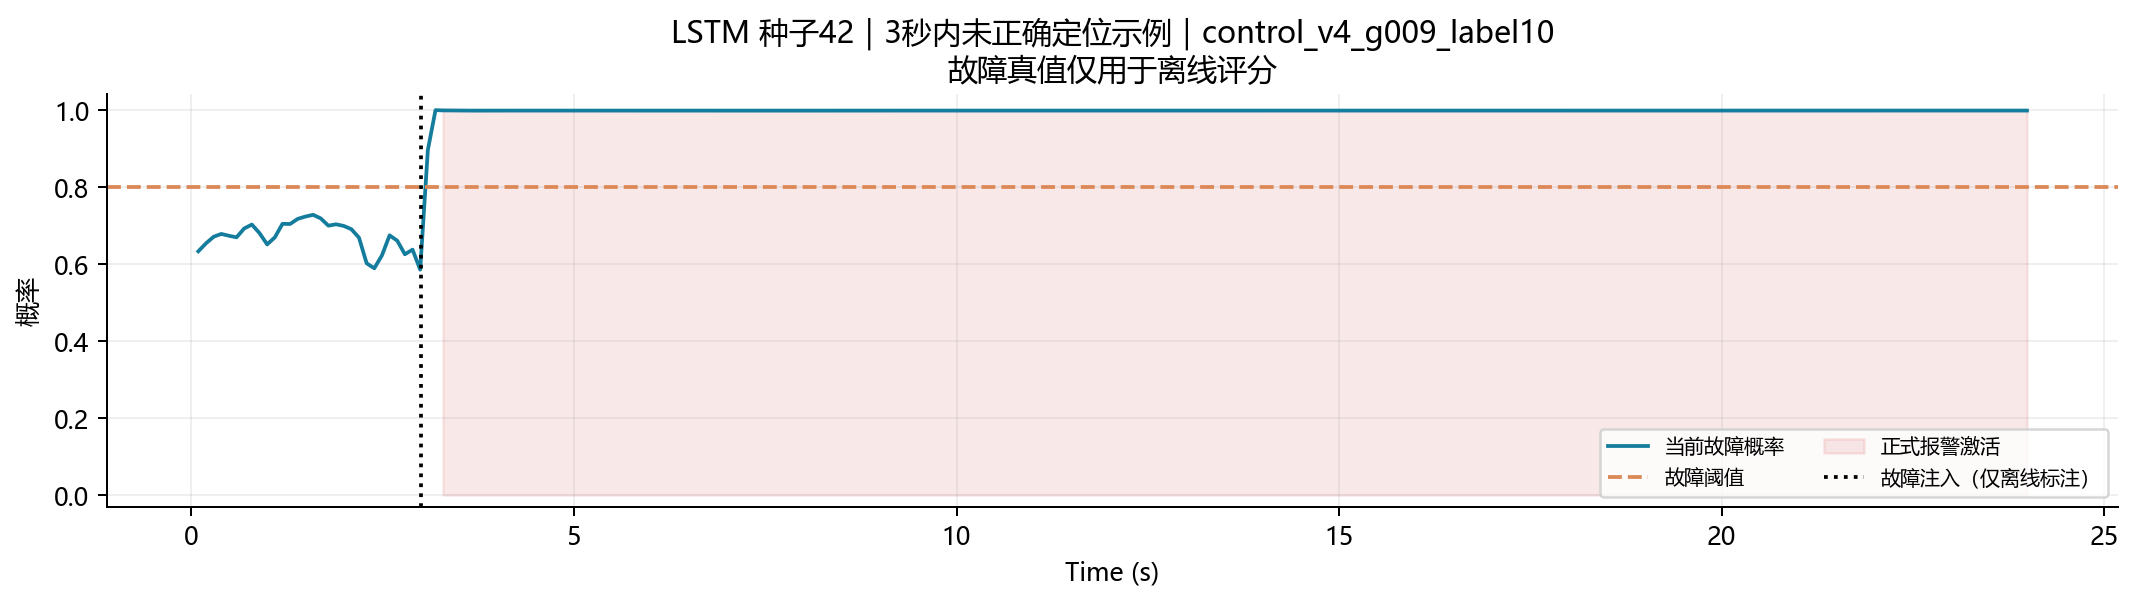 LSTM 种子42｜3秒内未正确定位示例｜control_v4_g009_label10
故障真值仅用于离线评分
概率
1.0
0.8
0.6
0.4
0.2
0.0
当前故障概率
故障阈值
正式报警激活
故障注入（仅离线标注）
0
5
10
15
20
25
Time (s)